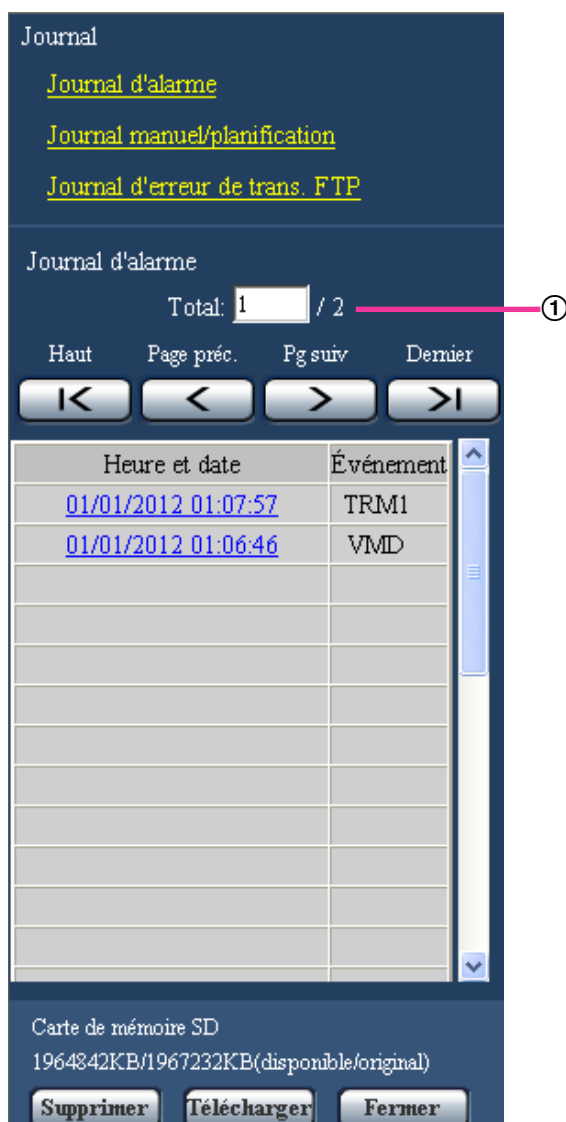 Journal
Journal d'alarme
Journal manuel/planification
Journal d'erreur de trans. FTP
Journal d'alarme
Total: 1 / 2 ①
Haut Page préc. Pg suiv Dernier
Heure et date Événement
01/01/2012 01:07:57 TRM1
01/01/2012 01:06:46 VMD
Carte de mémoire SD
1964842KB/1967232KB(disponible/original)
Supprimer Télécharger Fermer